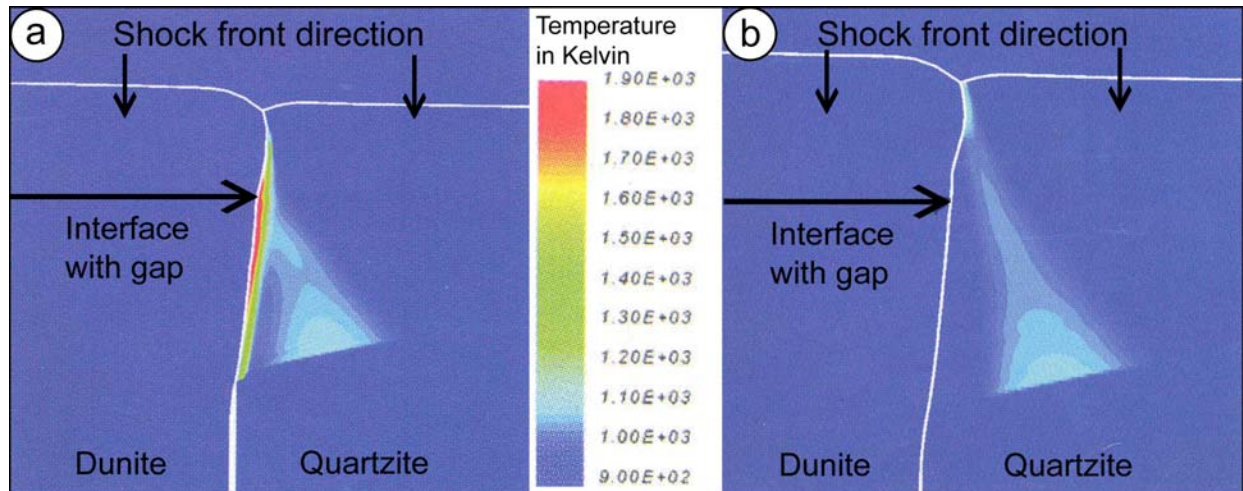 a
Shock front direction
Interface
with gap
Dunite
Quartzite
Temperature
in Kelvin
1.90E+03
1.80E+03
1.70E+03
1.60E+03
1.50E+03
1.40E+03
1.30E+03
1.20E+03
1.10E+03
1.00E+03
9.00E+02
b
Shock front direction
Interface
with gap
Dunite
Quartzite